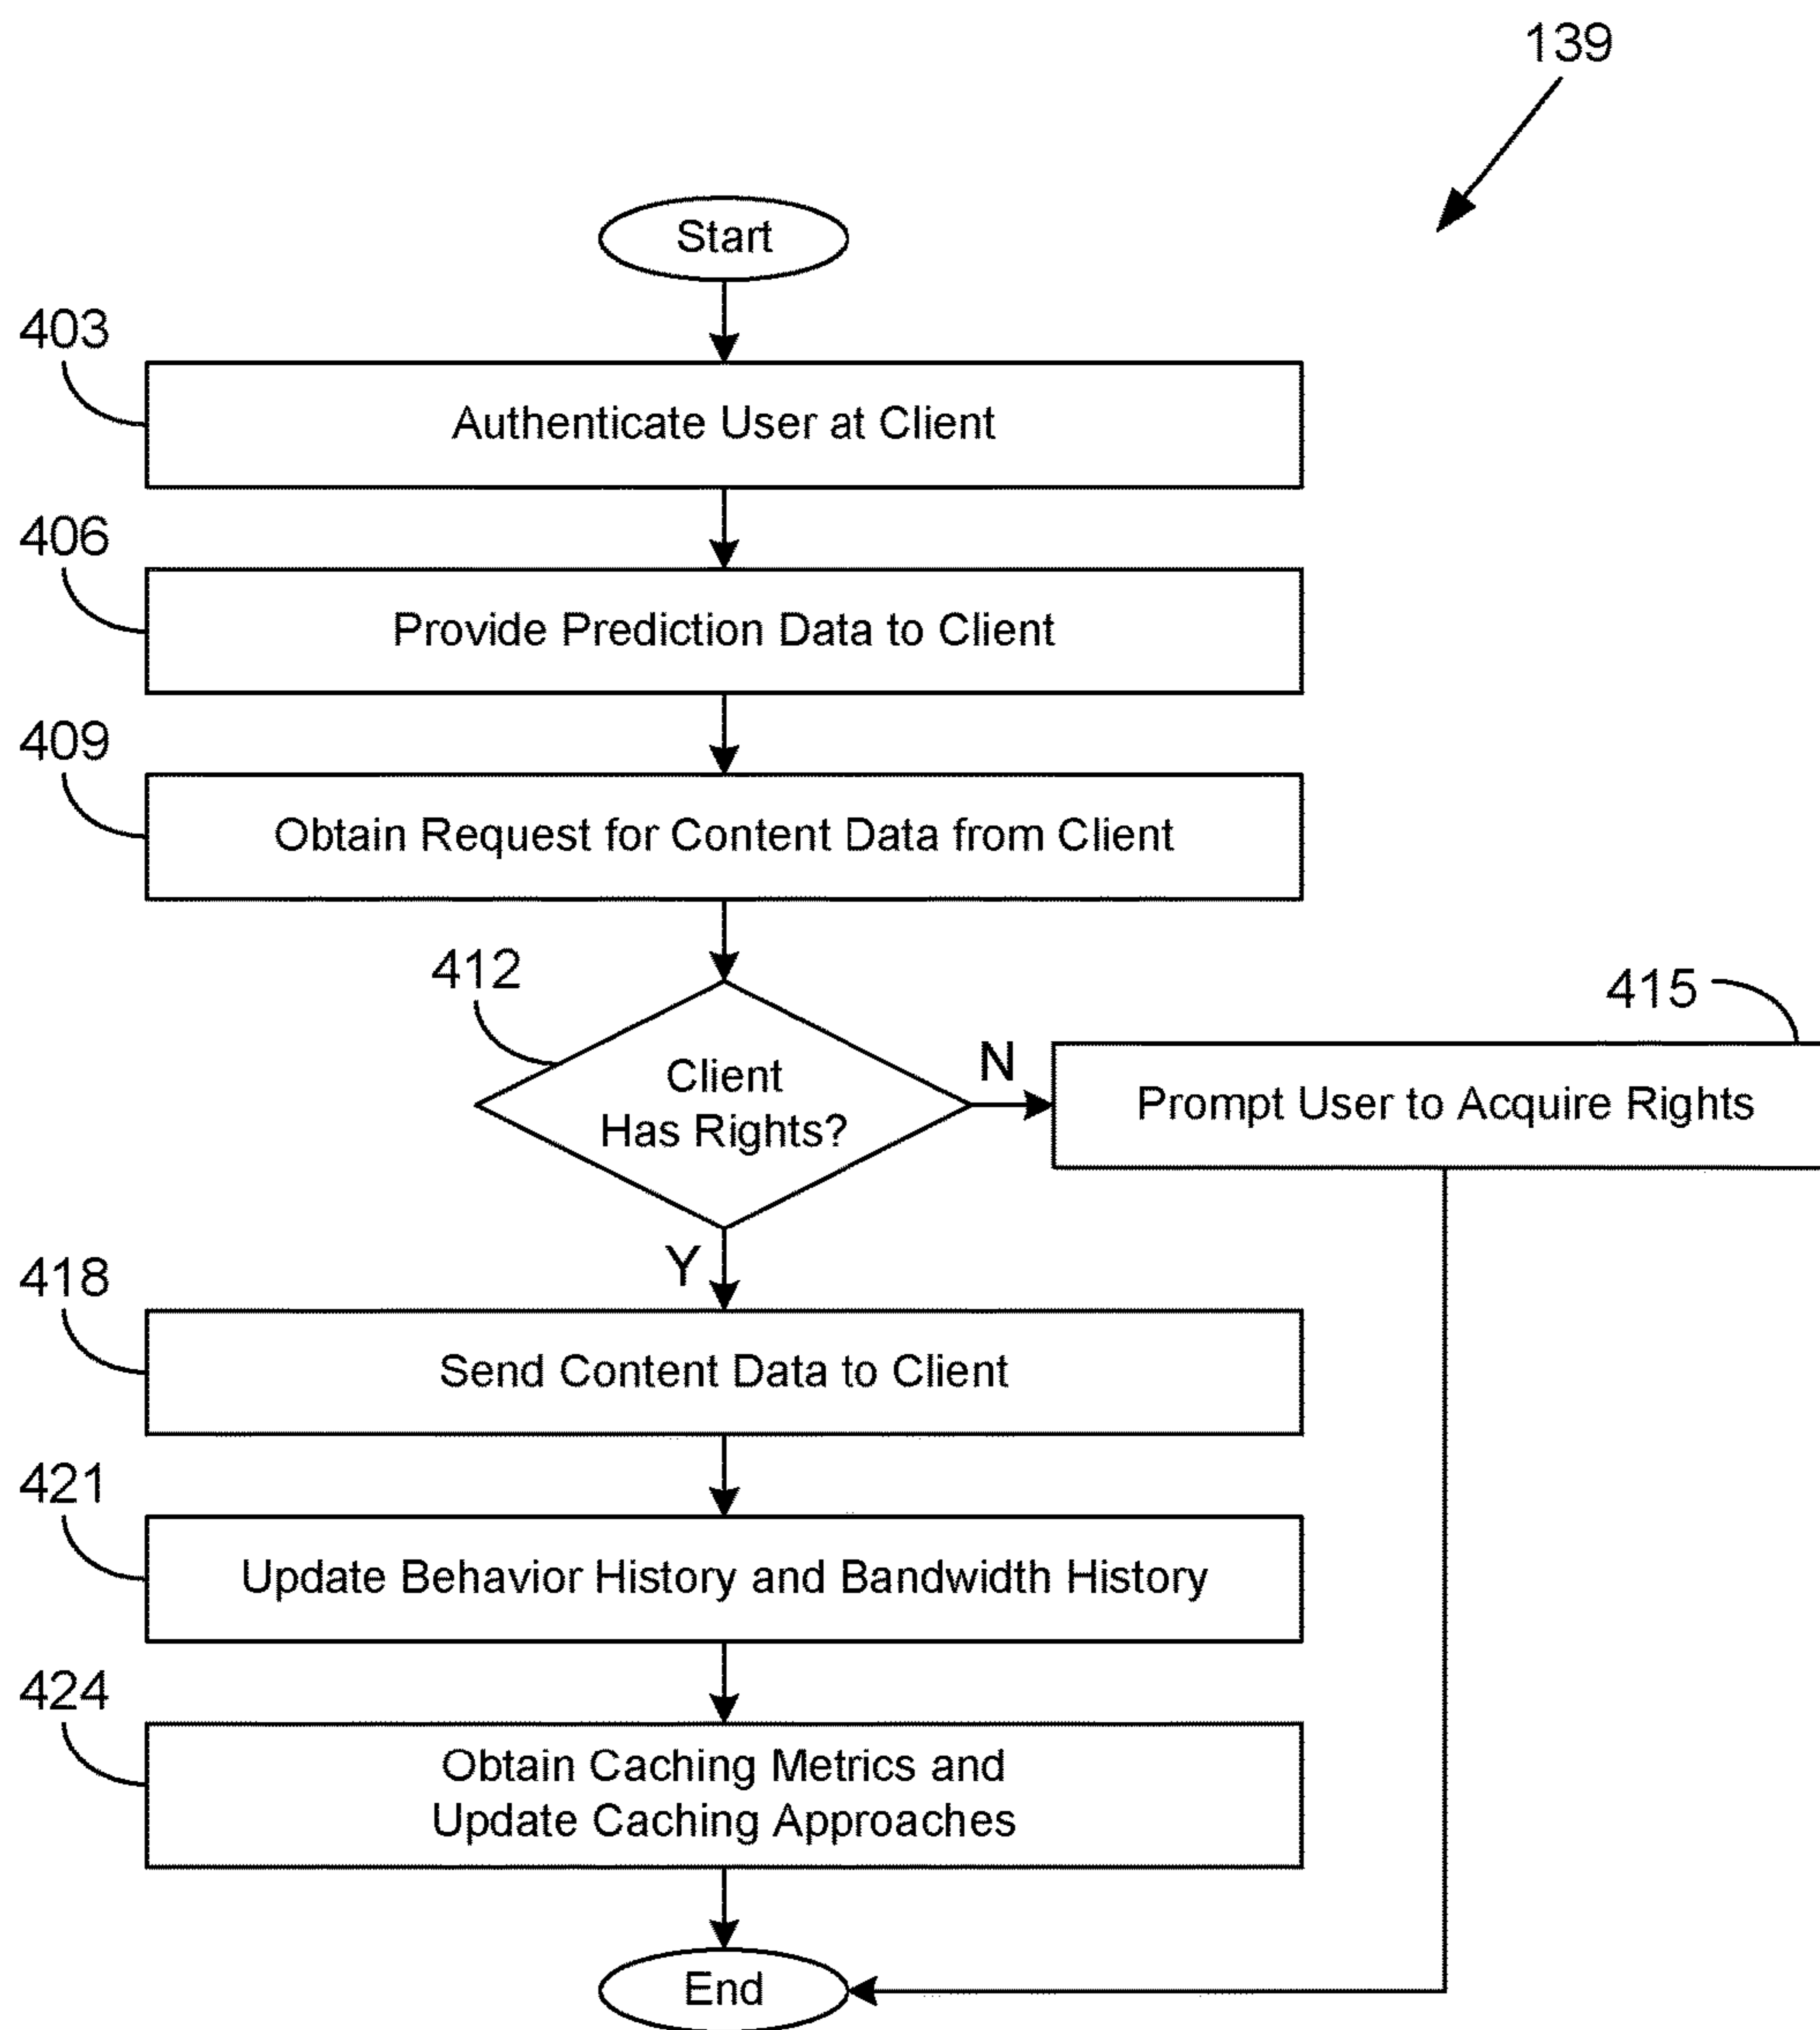 139
Start
403
Authenticate User at Client
406
Provide Prediction Data to Client
409
Obtain Request for Content Data from Client
412
Client
Has Rights?
N
415
Prompt User to Acquire Rights
Y
418
Send Content Data to Client
421
Update Behavior History and Bandwidth History
424
Obtain Caching Metrics and
Update Caching Approaches
End